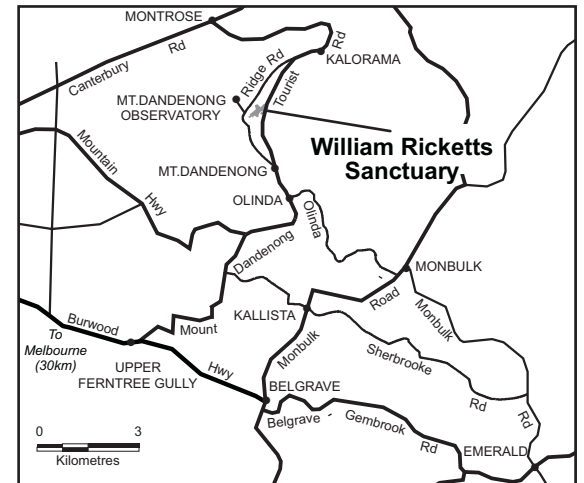 MONTROSE
Canterbury Rd
Ridge Rd
Tourist Rd
KALORAMA
MT.DANDENONG
OBSERVATORY
William Ricketts
Sanctuary
Mountain Hwy
MT.DANDENONG
OLINDA
Olinda - Monbulk Road
Mount Dandenong
MONBULK
KALLISTA
Burwood Hwy
To
Melbourne
(30km)
UPPER
FERNTREE GULLY
Monbulk
Sherbrooke Rd
Monbulk Rd
BELGRAVE
Belgrave - Gembrook Rd
EMERALD
0 3
Kilometres